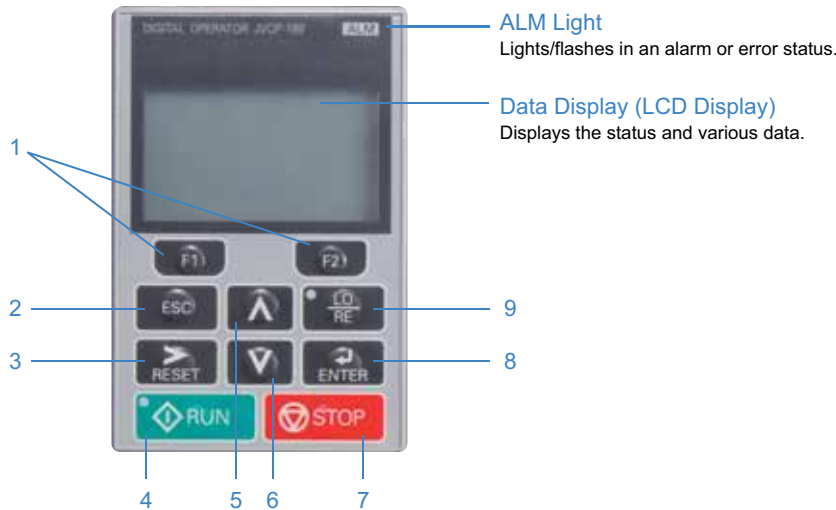 DIGITAL OPERATOR JVOP-180 ALM
ALM Light
Lights/flashes in an alarm or error status.
Data Display (LCD Display)
Displays the status and various data.
1
F1
F2
2
ESC
LO
RE
9
3
RESET
ENTER
8
RUN
STOP
4
5
6
7